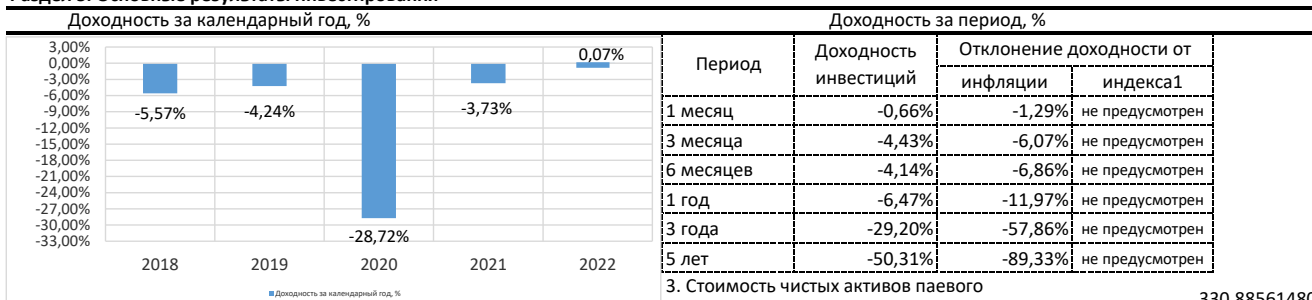 Доходность за календарный год, %
Доходность за период, %
3,00%
0,00%
-3,00%
-6,00%
-9,00%
-12,00%
-15,00%
-18,00%
-21,00%
-24,00%
-27,00%
-30,00%
-33,00%
-5,57%
-4,24%
-28,72%
-3,73%
0,07%
2018 2019 2020 2021 2022
Доходность за календарный год, %
Период Доходность инвестиций Отклонение доходности от
инфляции индекса1
1 месяц -0,66% -1,29% не предусмотрен
3 месяца -4,43% -6,07% не предусмотрен
6 месяцев -4,14% -6,86% не предусмотрен
1 год -6,47% -11,97% не предусмотрен
3 года -29,20% -57,86% не предусмотрен
5 лет -50,31% -89,33% не предусмотрен
3. Стоимость чистых активов паевого